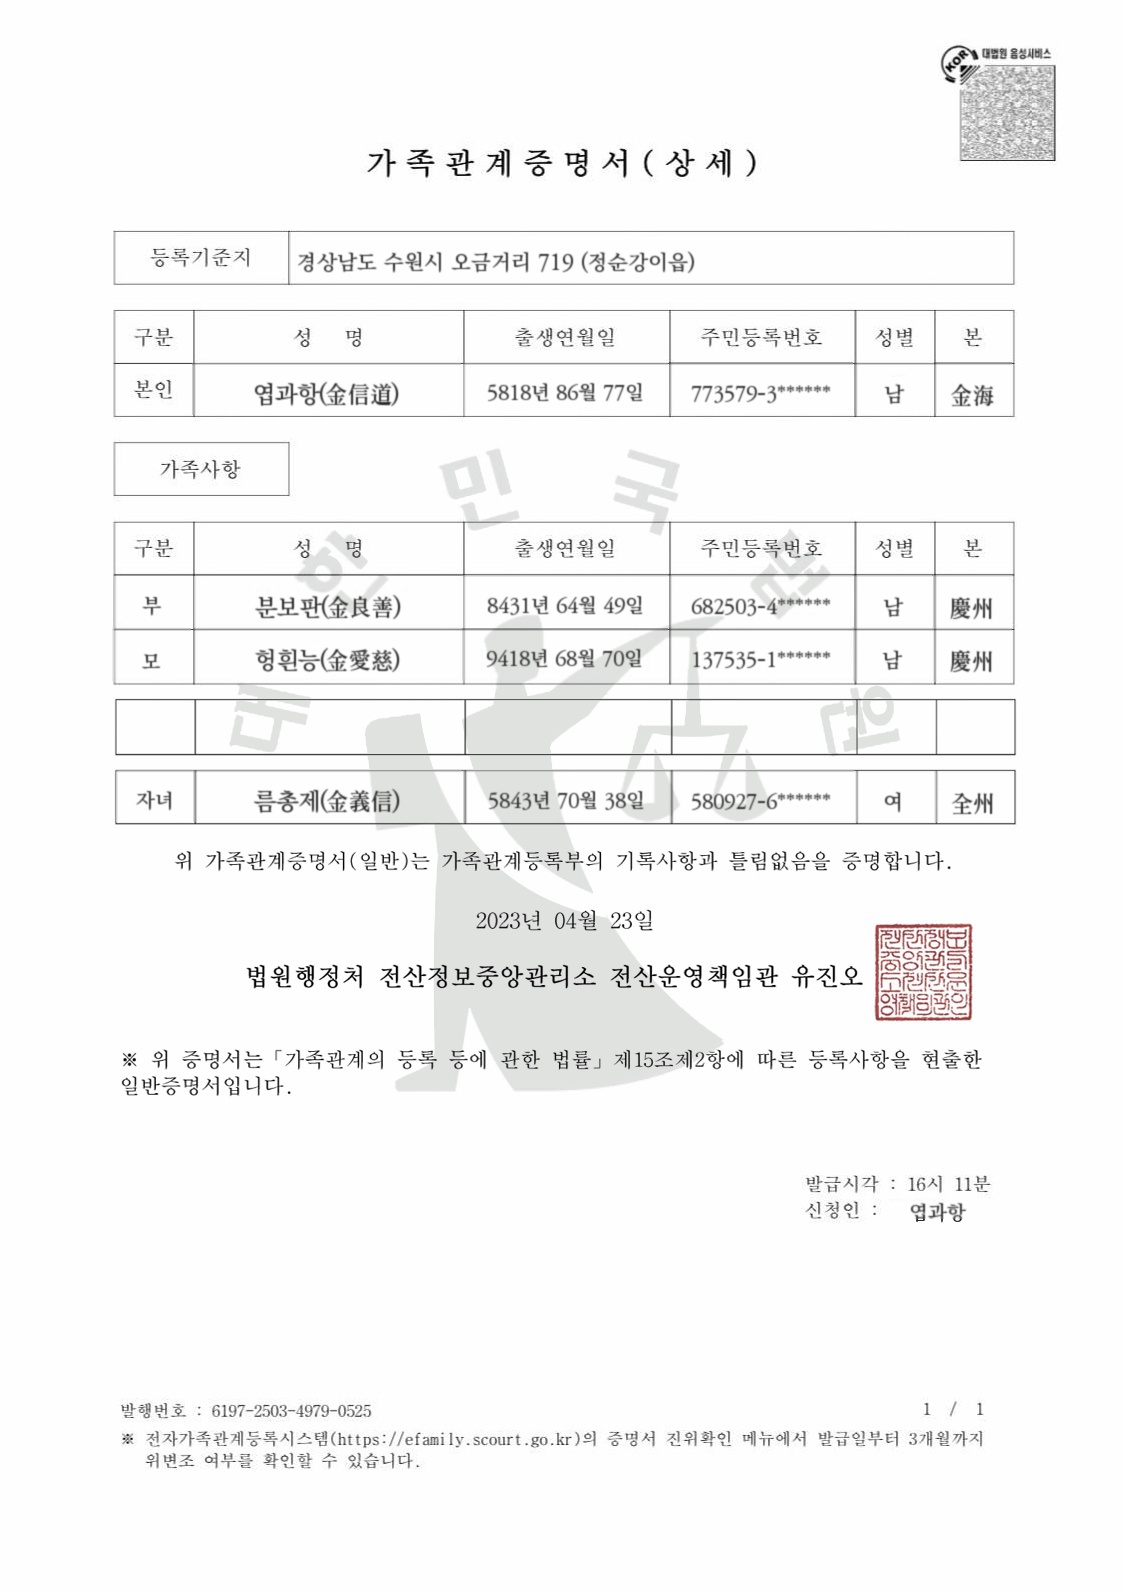 대법원 음성서비스
KOR
가족관계증명서(상세)
등록기준지 경상남도 수원시 오금거리 719 (정순강이읍)
구분 성 명 출생연월일 주민등록번호 성별 본
본인 엽과항(金信道) 5818년 86월 77일 773579-3****** 남 金海
가족사항
구분 성 명 출생연월일 주민등록번호 성별 본
부 분보판(金良善) 8431년 64월 49일 682503-4****** 남 慶州
모 헝흰능(金愛慈) 9418년 68월 70일 137535-1****** 남 慶州
자녀 름총제(金義信) 5843년 70월 38일 580927-6****** 여 全州
대한민국법원
위 가족관계증명서(일반)는 가족관계등록부의 기록사항과 틀림없음을 증명합니다.
2023년 04월 23일
법원행정처 전산정보중앙관리소 전산운영책임관 유진오
※ 위 증명서는「가족관계의 등록 등에 관한 법률」제15조제2항에 따른 등록사항을 현출한
일반증명서입니다.
발급시각 : 16시 11분
신청인 : 엽과항
발행번호 : 6197-2503-4979-0525 1 / 1
※ 전자가족관계등록시스템(https://efamily.scourt.go.kr)의 증명서 진위확인 메뉴에서 발급일부터 3개월까지
위변조 여부를 확인할 수 있습니다.